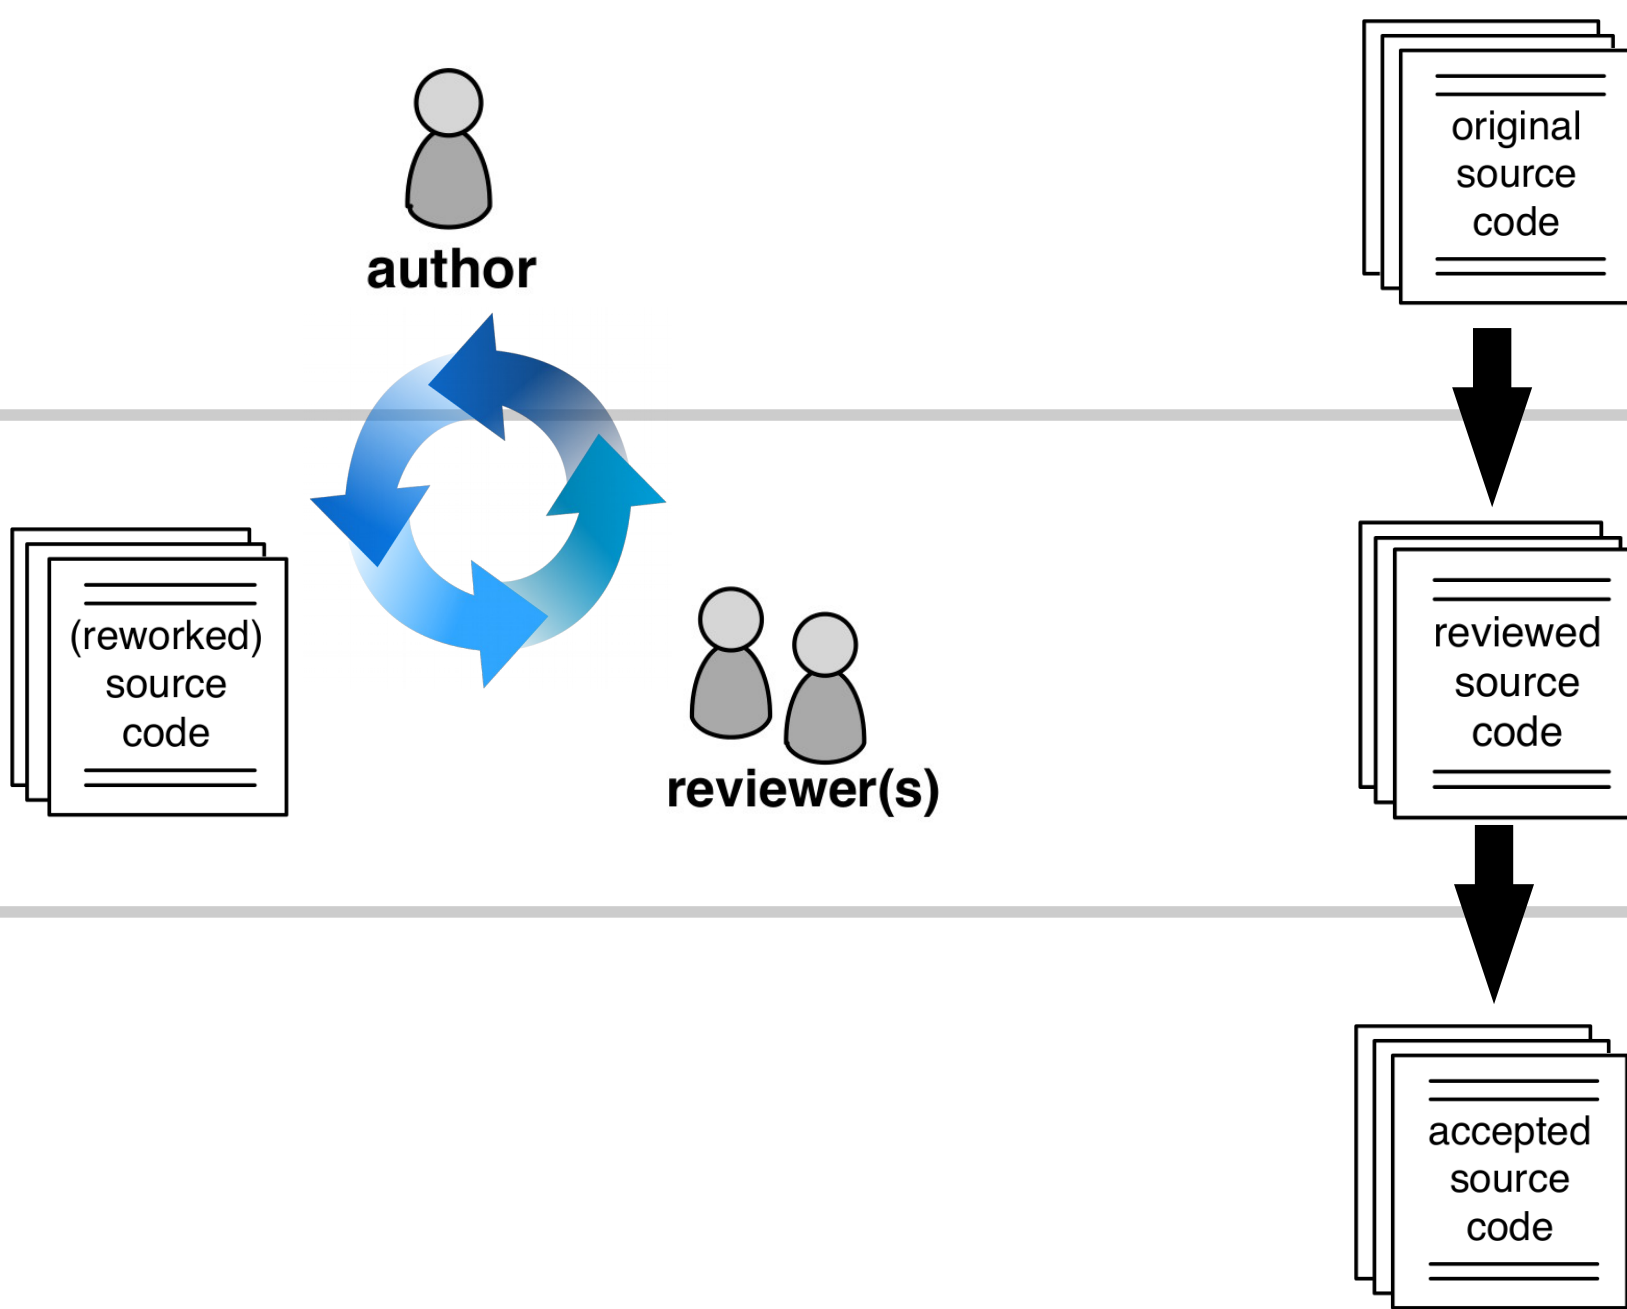 original
source
code
author
(reworked)
source
code
reviewer(s)
reviewed
source
code
accepted
source
code